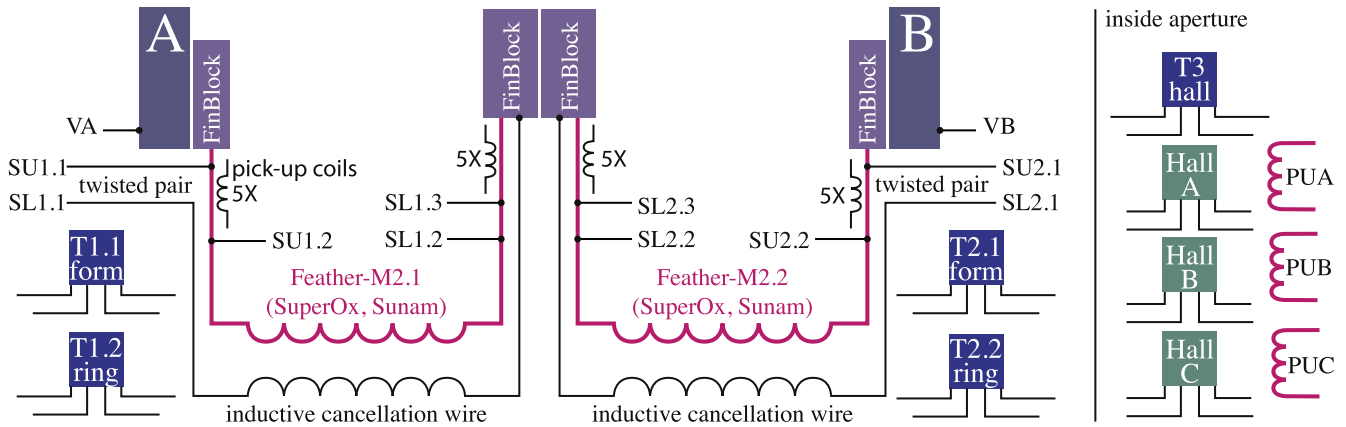 A
FinBlock
FinBlock
FinBlock
FinBlock
B
VA
VB
SU1.1
twisted pair
SL1.1
pick-up coils
5X
5X
5X
5X
SU2.1
twisted pair
SL2.1
SL1.3
SL2.3
SU1.2
SL1.2
SL2.2
SU2.2
T1.1
form
Feather-M2.1
(SuperOx, Sunam)
Feather-M2.2
(SuperOx, Sunam)
T2.1
form
T1.2
ring
T2.2
ring
inductive cancellation wire
inductive cancellation wire
inside aperture
T3
hall
Hall
A
PUA
Hall
B
PUB
Hall
C
PUC